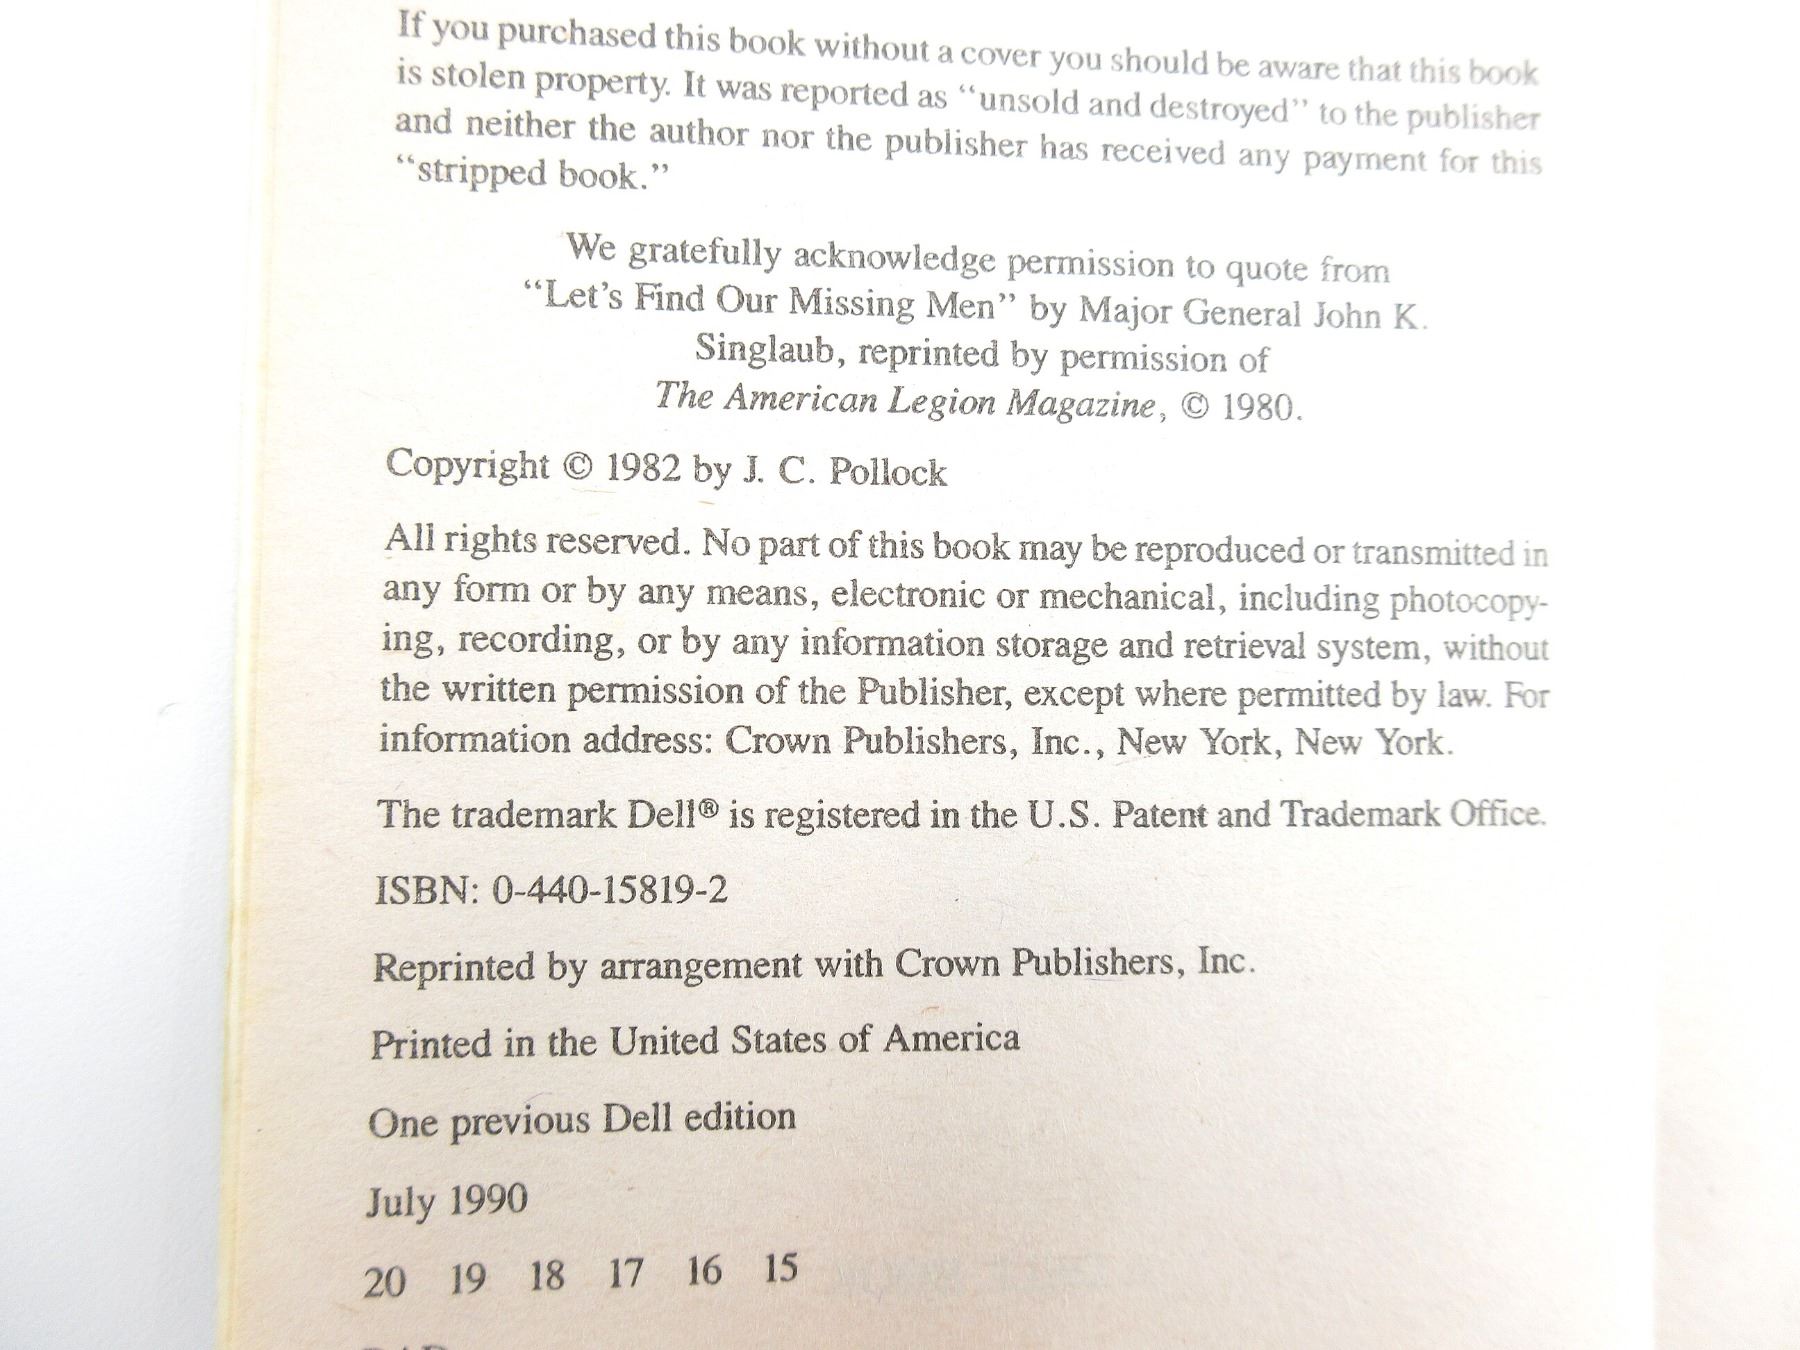 If you purchased this book without a cover you should be aware that this book
is stolen property. It was reported as “unsold and destroyed” to the publisher
and neither the author nor the publisher has received any payment for this
“stripped book.”
We gratefully acknowledge permission to quote from
“Let’s Find Our Missing Men” by Major General John K.
Singlaub, reprinted by permission of
The American Legion Magazine, © 1980.
Copyright © 1982 by J. C. Pollock
All rights reserved. No part of this book may be reproduced or transmitted in
any form or by any means, electronic or mechanical, including photocopy-
ing, recording, or by any information storage and retrieval system, without
the written permission of the Publisher, except where permitted by law. For
information address: Crown Publishers, Inc., New York, New York.
The trademark Dell® is registered in the U.S. Patent and Trademark Office.
ISBN: 0-440-15819-2
Reprinted by arrangement with Crown Publishers, Inc.
Printed in the United States of America
One previous Dell edition
July 1990
20 19 18 17 16 15